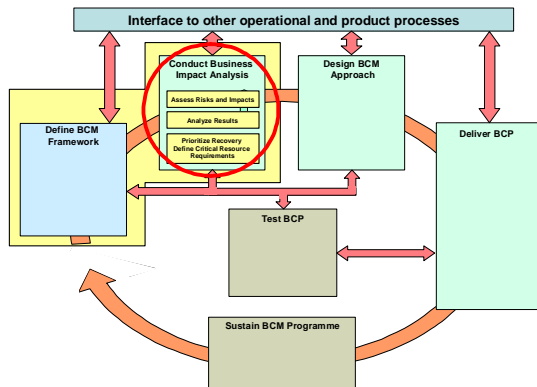 Interface to other operational and product processes
Conduct Business
Impact Analysis
Assess Risks and Impacts
Analyze Results
Prioritize Recovery
Define Critical Resource
Requirements
Design BCM
Approach
Define BCM
Framework
Deliver BCP
Test BCP
Sustain BCM Programme